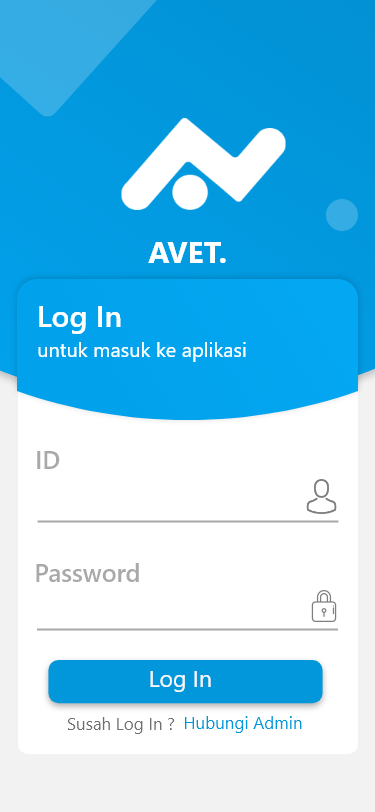 AVET.
Log In
untuk masuk ke aplikasi
ID
Password
Log In
Susah Log In ? Hubungi Admin